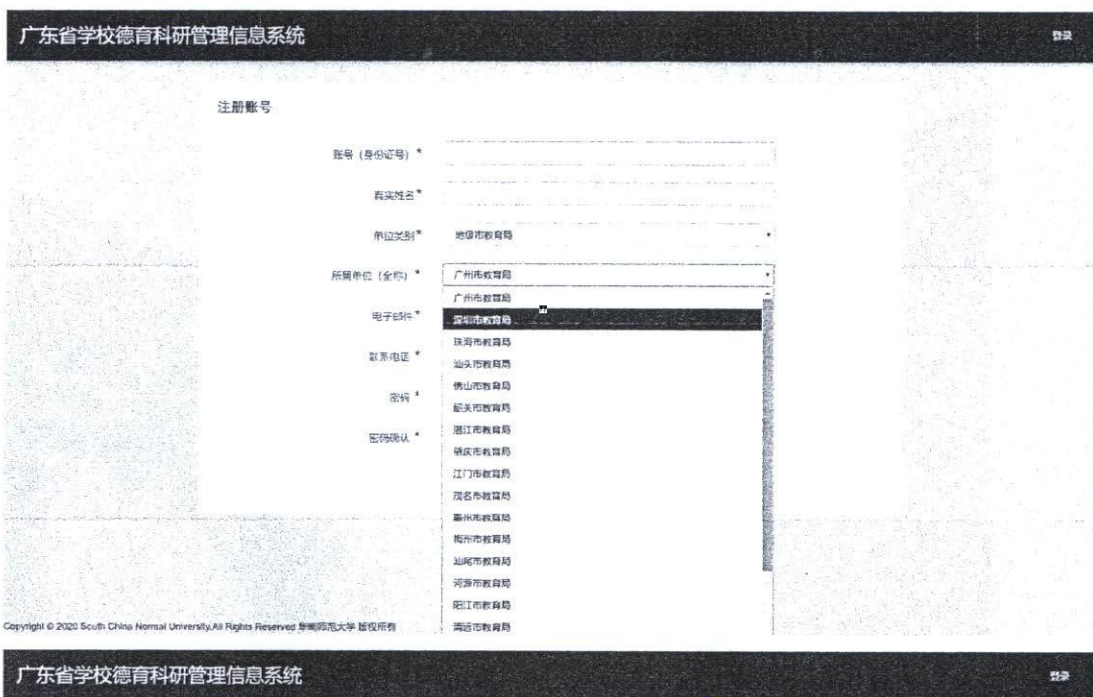 广东省学校德育科研管理信息系统 登录
注册账号
账号（身份证号）*
真实姓名*
单位类别* 地级市教育局
所属单位（全称）* 广州市教育局
广州市教育局
电子邮件*
深圳市教育局
珠海市教育局
联系电话 *
汕头市教育局
佛山市教育局
密码 *
韶关市教育局
湛江市教育局
密码确认 *
肇庆市教育局
江门市教育局
茂名市教育局
惠州市教育局
梅州市教育局
汕尾市教育局
河源市教育局
阳江市教育局
清远市教育局
Copyright © 2020 South China Normal University,All Rights Reserved 华南师范大学 版权所有
广东省学校德育科研管理信息系统 登录